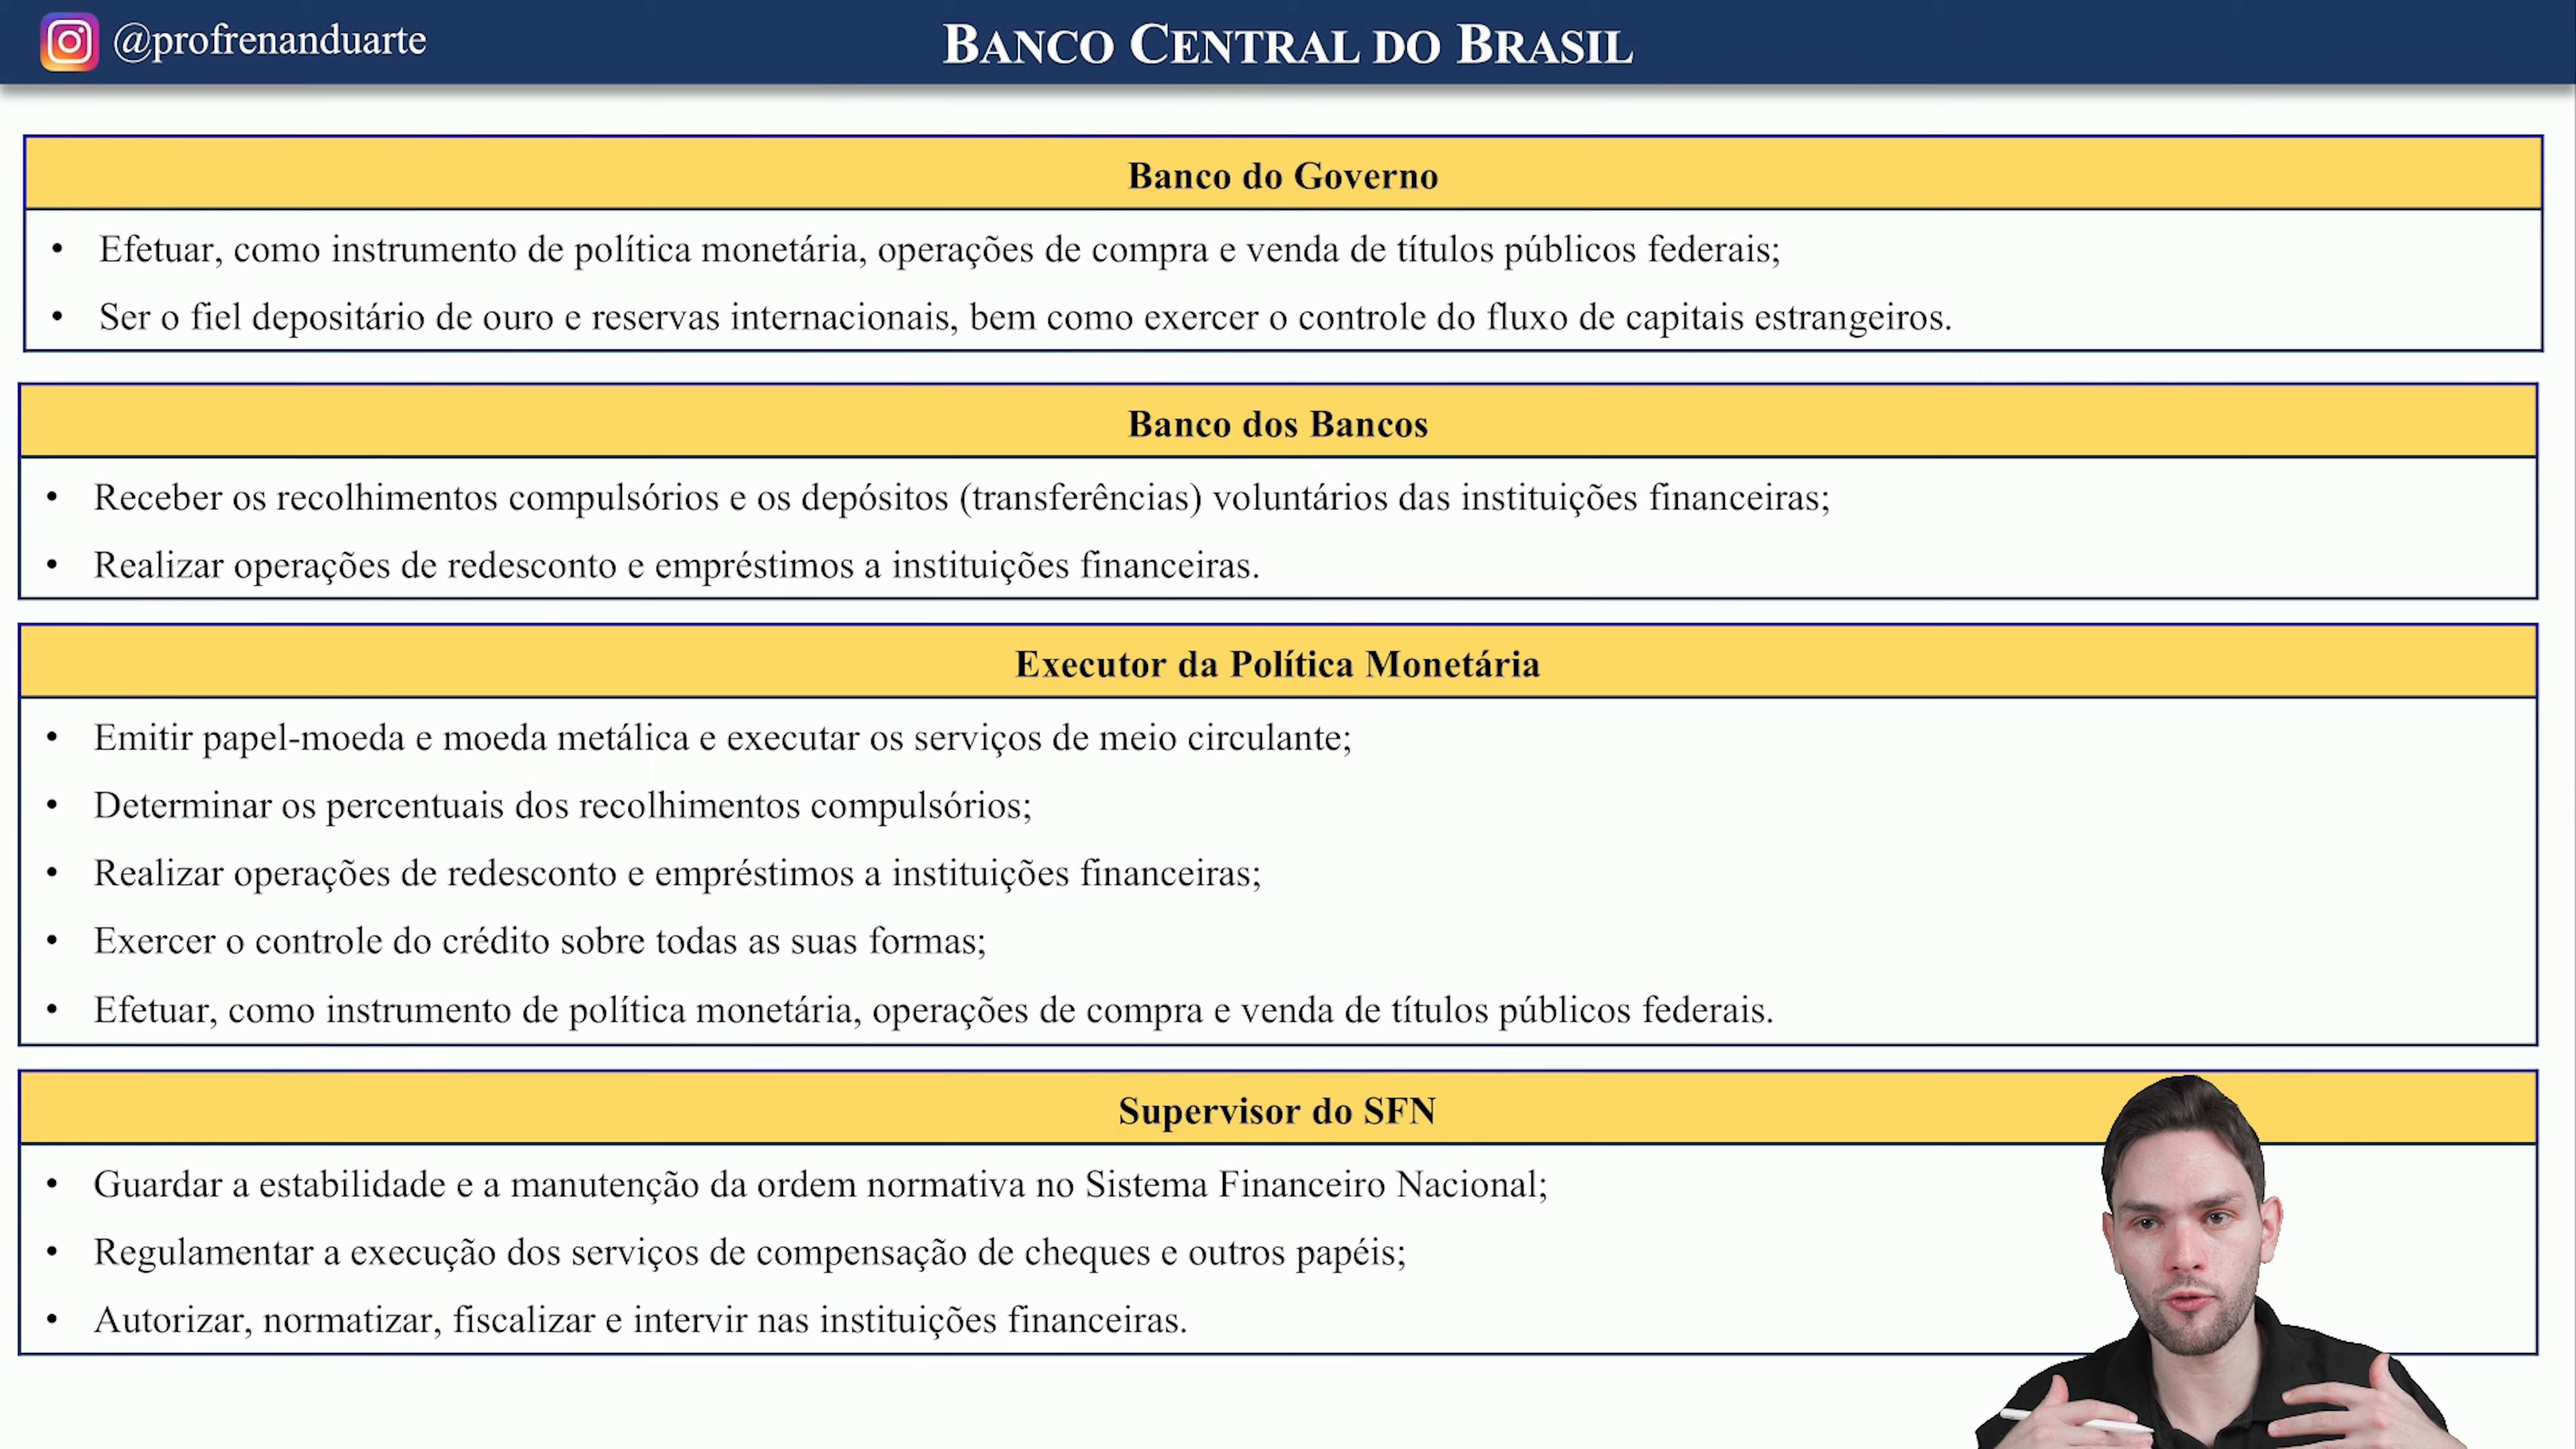 @profrenanduarte
BANCO CENTRAL DO BRASIL
Banco do Governo
• Efetuar, como instrumento de política monetária, operações de compra e venda de títulos públicos federais;
• Ser o fiel depositário de ouro e reservas internacionais, bem como exercer o controle do fluxo de capitais estrangeiros.
Banco dos Bancos
• Receber os recolhimentos compulsórios e os depósitos (transferências) voluntários das instituições financeiras;
• Realizar operações de redesconto e empréstimos a instituições financeiras.
Executor da Política Monetária
• Emitir papel-moeda e moeda metálica e executar os serviços de meio circulante;
• Determinar os percentuais dos recolhimentos compulsórios;
• Realizar operações de redesconto e empréstimos a instituições financeiras;
• Exercer o controle do crédito sobre todas as suas formas;
• Efetuar, como instrumento de política monetária, operações de compra e venda de títulos públicos federais.
Supervisor do SFN
• Guardar a estabilidade e a manutenção da ordem normativa no Sistema Financeiro Nacional;
• Regulamentar a execução dos serviços de compensação de cheques e outros papéis;
• Autorizar, normatizar, fiscalizar e intervir nas instituições financeiras.